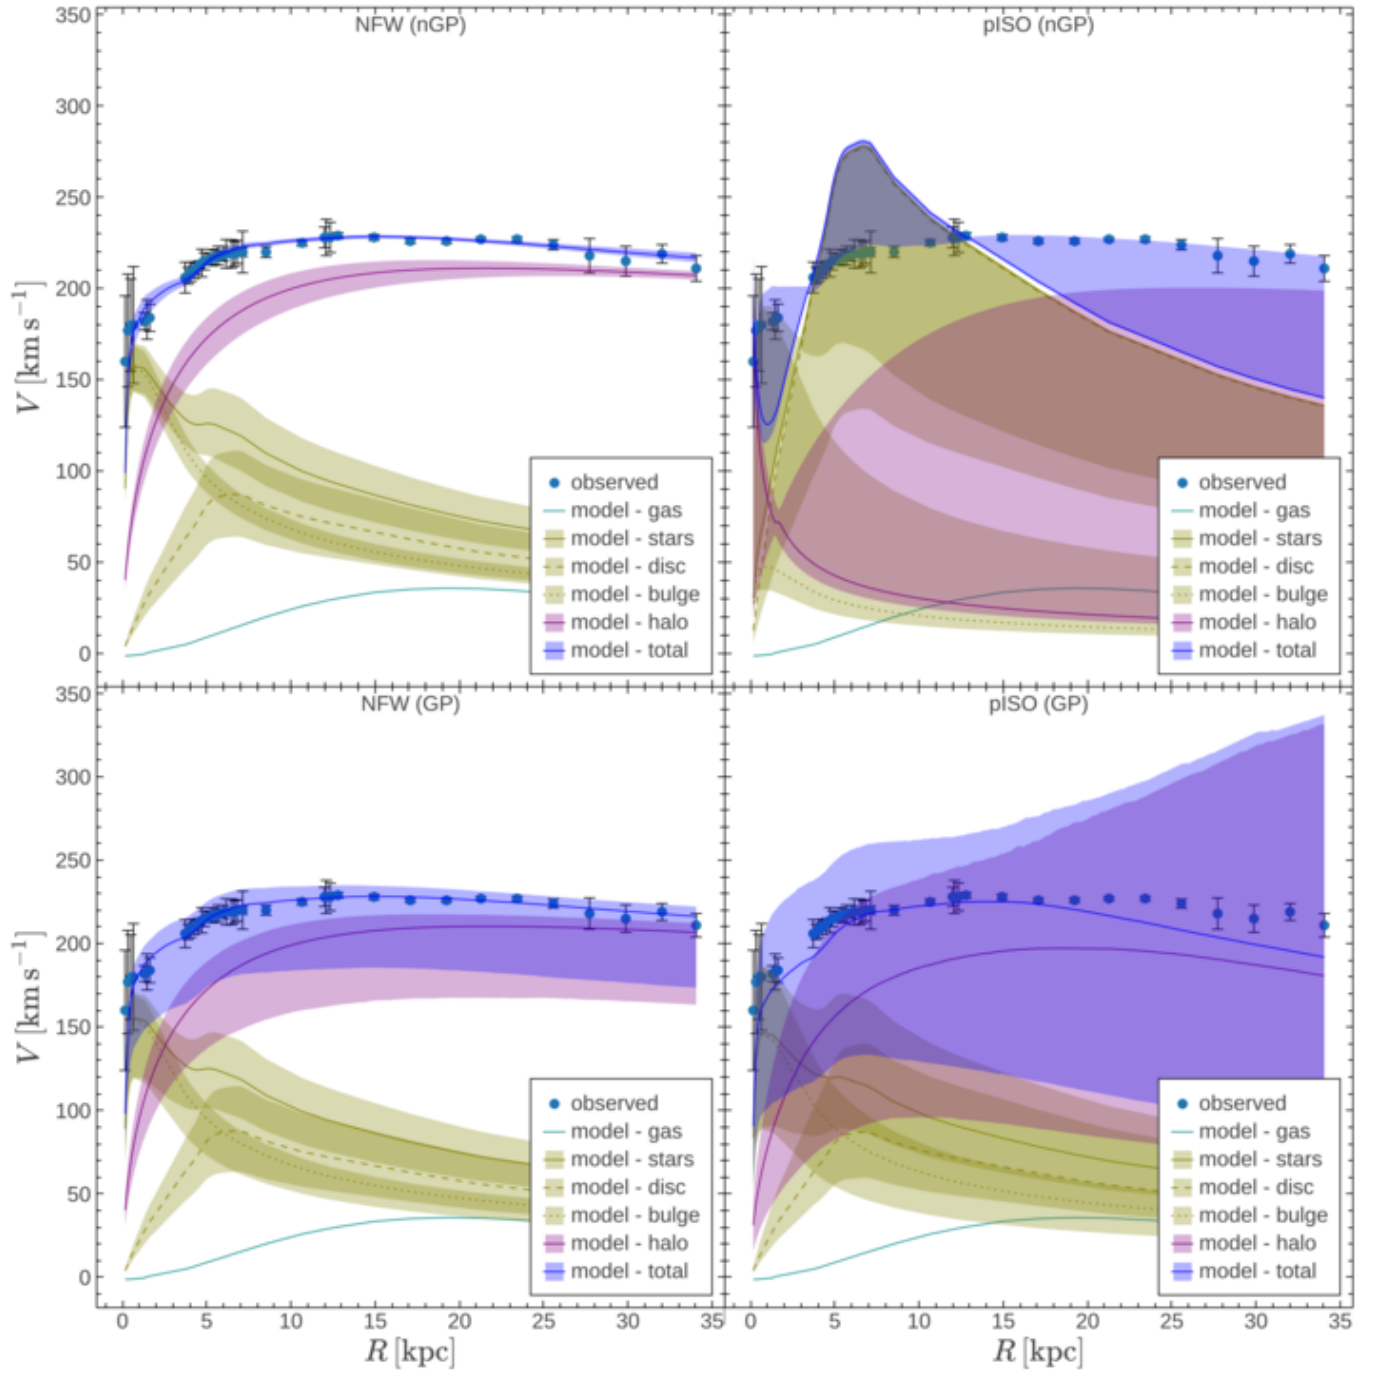 NFW (nGP)
pISO (nGP)
350
300
250
200
150
100
50
0
V [km s⁻¹]
observed
model - gas
model - stars
model - disc
model - bulge
model - halo
model - total
observed
model - gas
model - stars
model - disc
model - bulge
model - halo
model - total
NFW (GP)
pISO (GP)
350
300
250
200
150
100
50
0
V [km s⁻¹]
observed
model - gas
model - stars
model - disc
model - bulge
model - halo
model - total
observed
model - gas
model - stars
model - disc
model - bulge
model - halo
model - total
0 5 10 15 20 25 30 35
0 5 10 15 20 25 30 35
R [kpc]
R [kpc]